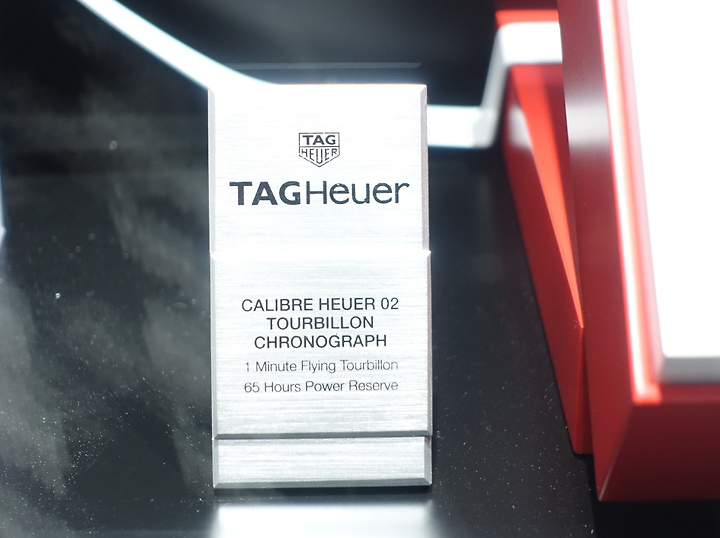 TAG
HEUER
TAGHeuer
CALIBRE HEUER 02
TOURBILLON
CHRONOGRAPH
1 Minute Flying Tourbillon
65 Hours Power Reserve